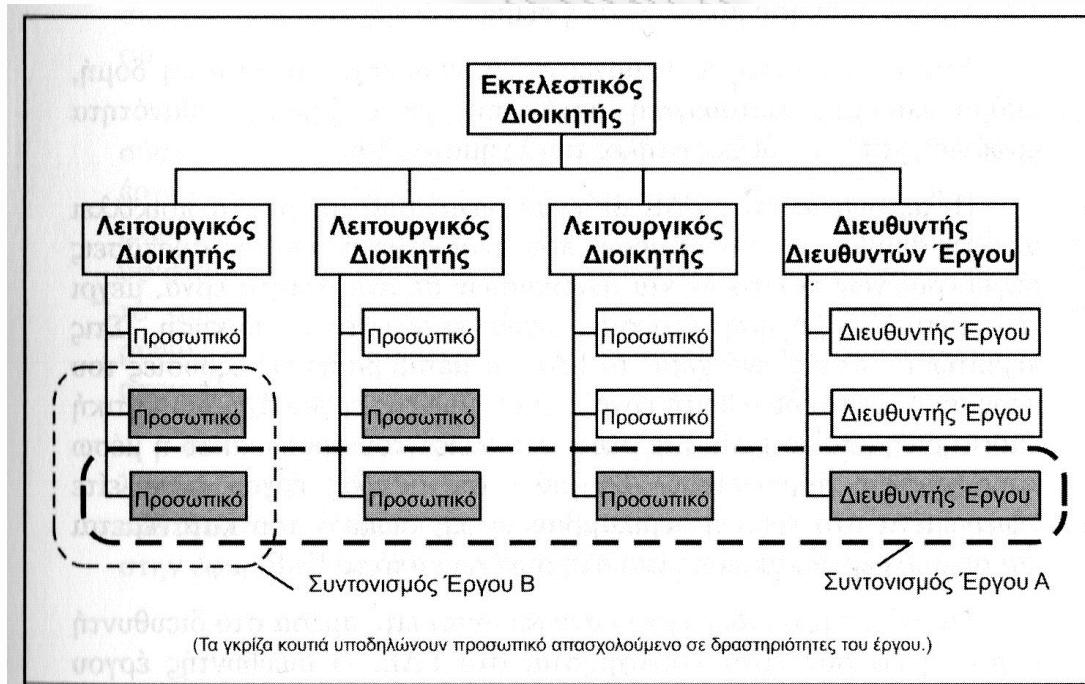 Εκτελεστικός
Διοικητής
Λειτουργικός
Διοικητής
Λειτουργικός
Διοικητής
Λειτουργικός
Διοικητής
Διευθυντής
Διευθυντών Έργου
Προσωπικό
Προσωπικό
Προσωπικό
Διευθυντής Έργου
Προσωπικό
Προσωπικό
Προσωπικό
Διευθυντής Έργου
Προσωπικό
Προσωπικό
Προσωπικό
Διευθυντής Έργου
Συντονισμός Έργου Β
Συντονισμός Έργου Α
(Τα γκρίζα κουτιά υποδηλώνουν προσωπικό απασχολούμενο σε δραστηριότητες του έργου.)